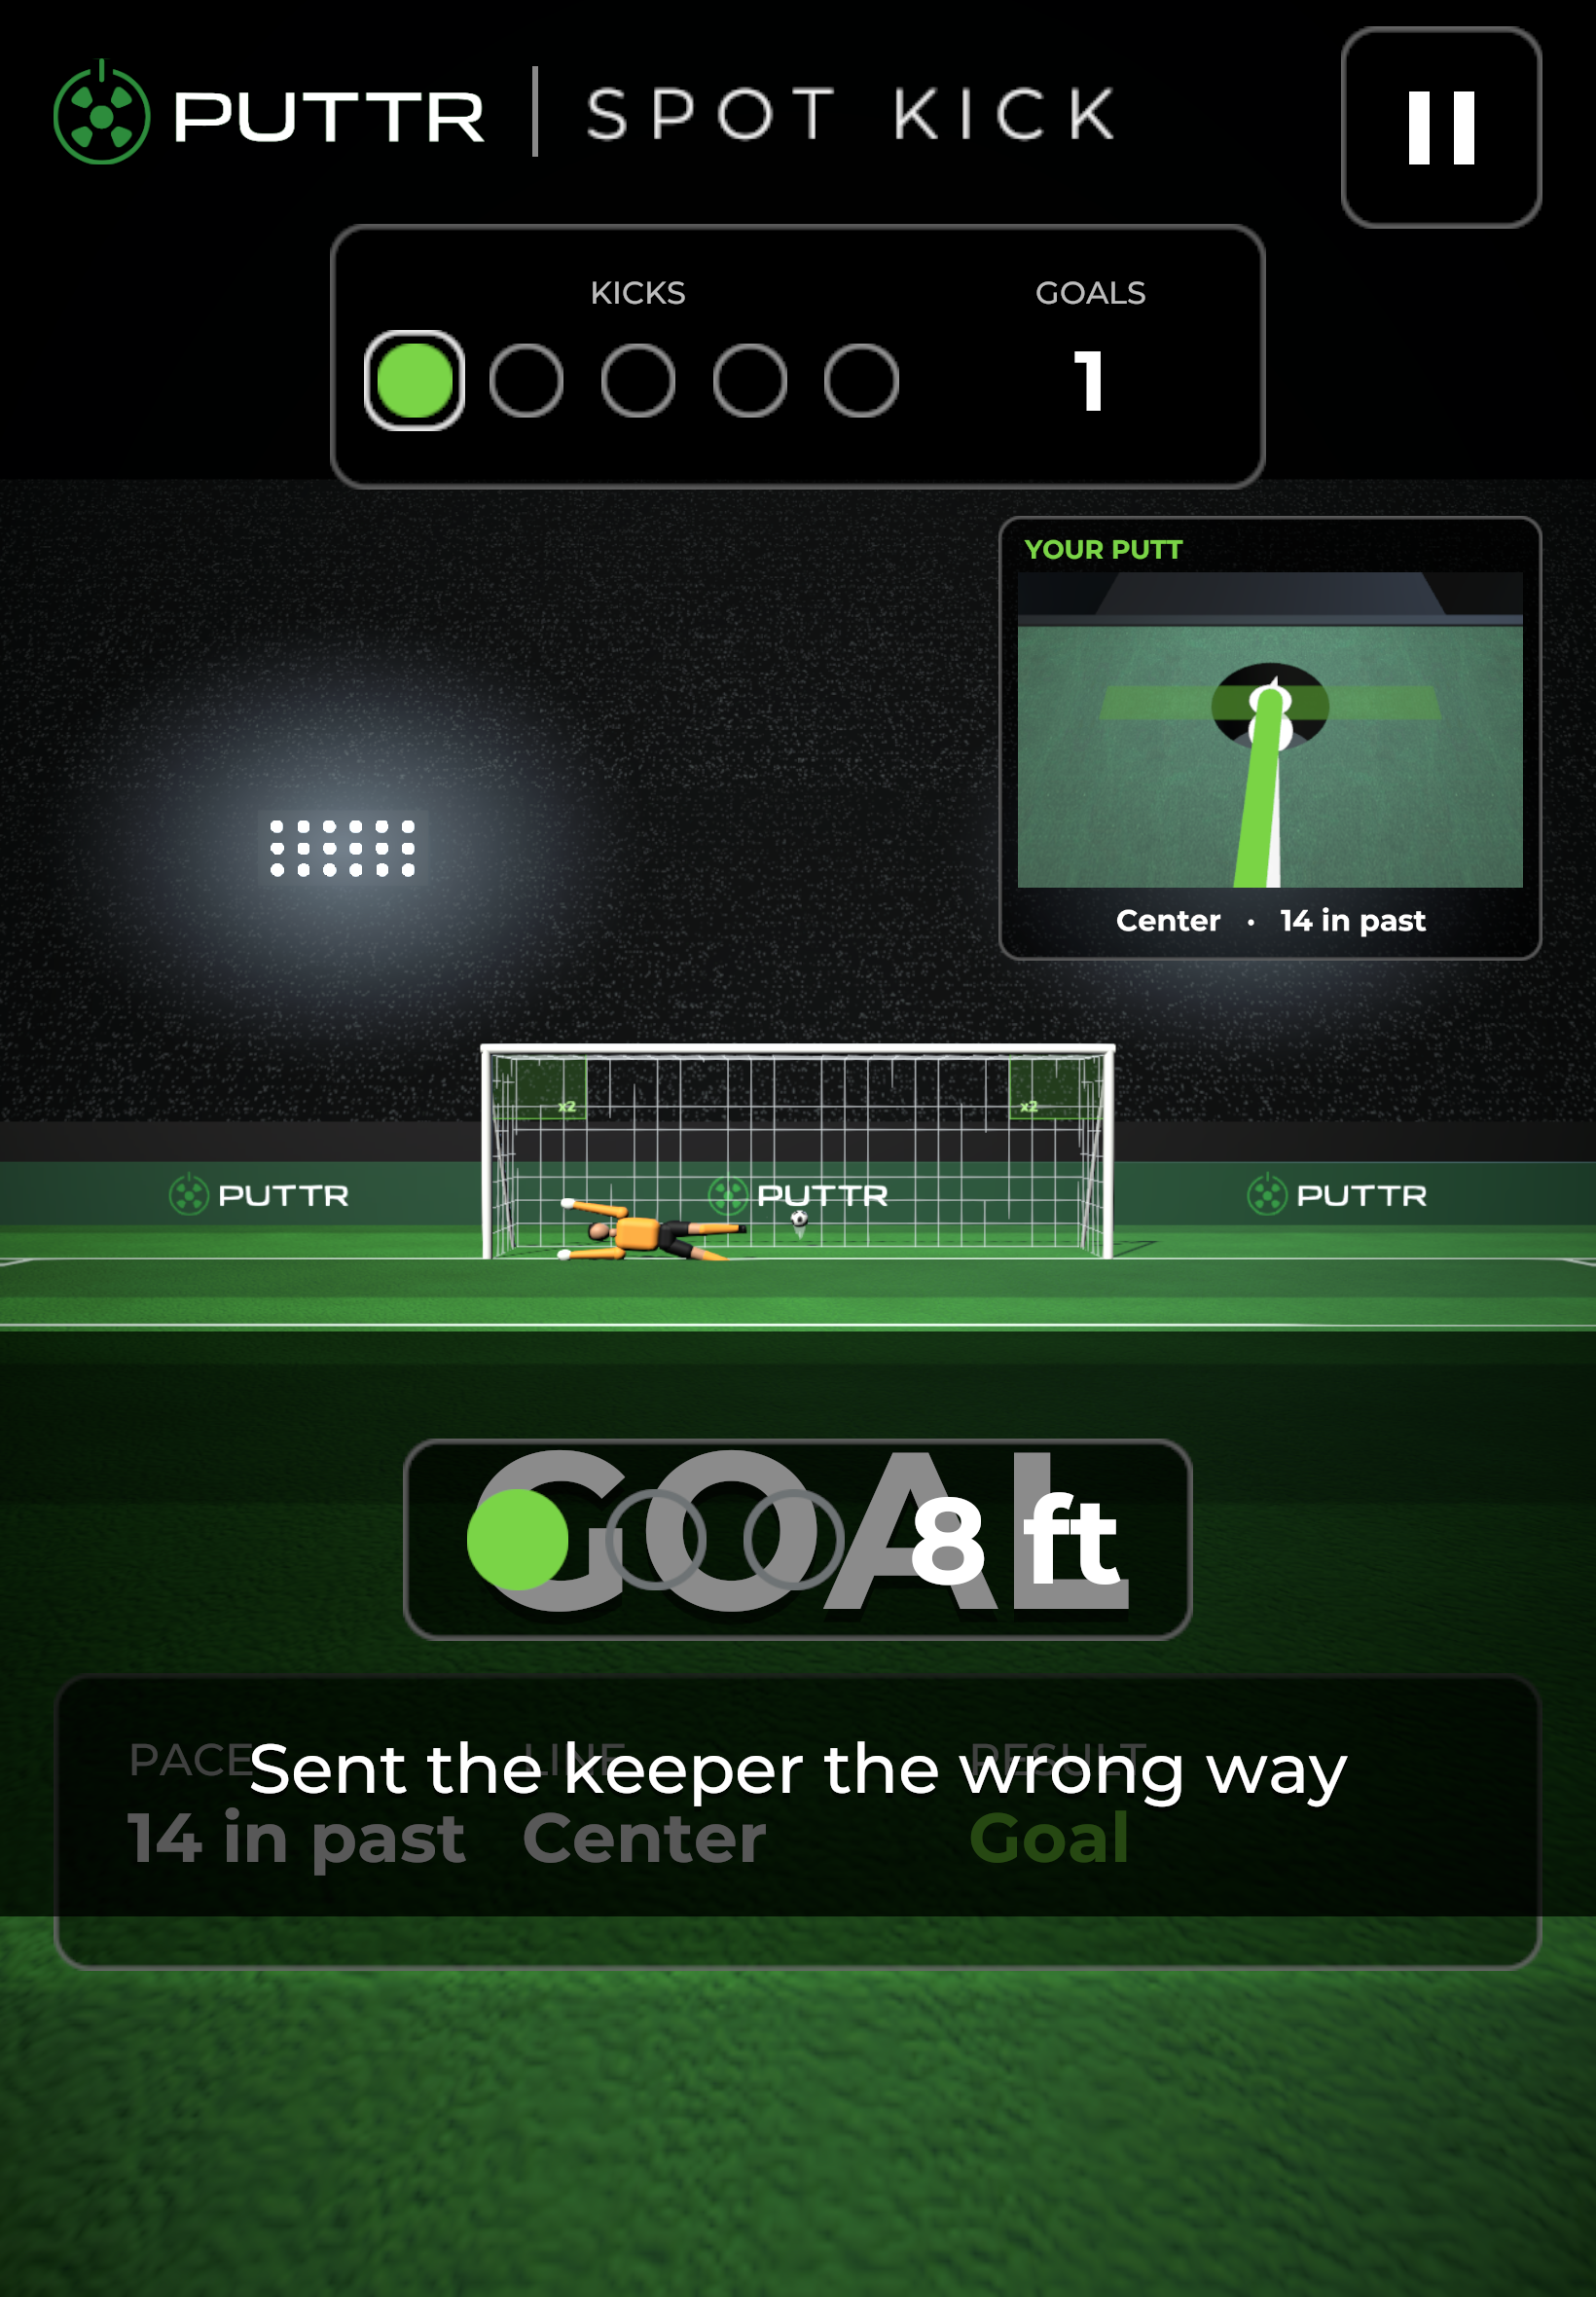 PUTTR | SPOT KICK
KICKS GOALS
1
YOUR PUTT
Center · 14 in past
x2 x2
PUTTR PUTTR PUTTR
GOAL
8 ft
Sent the keeper the wrong way
PACE LINE RESULT
14 in past Center Goal